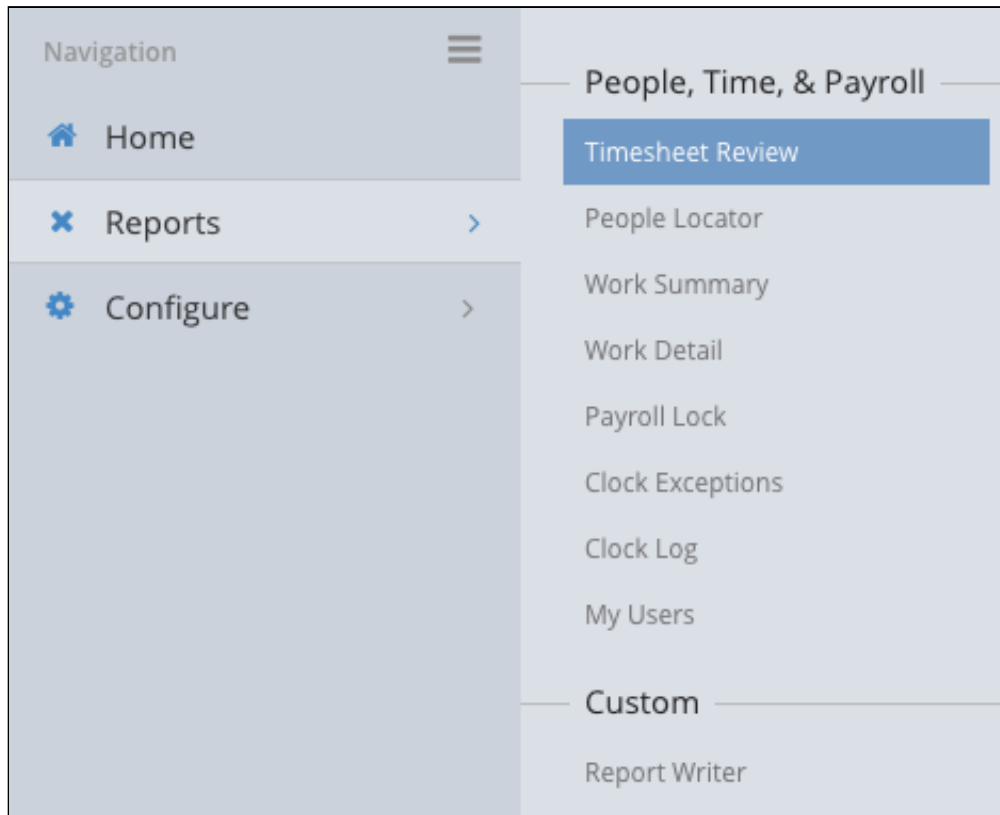 Navigation
Home
Reports
Configure
People, Time, & Payroll
Timesheet Review
People Locator
Work Summary
Work Detail
Payroll Lock
Clock Exceptions
Clock Log
My Users
Custom
Report Writer